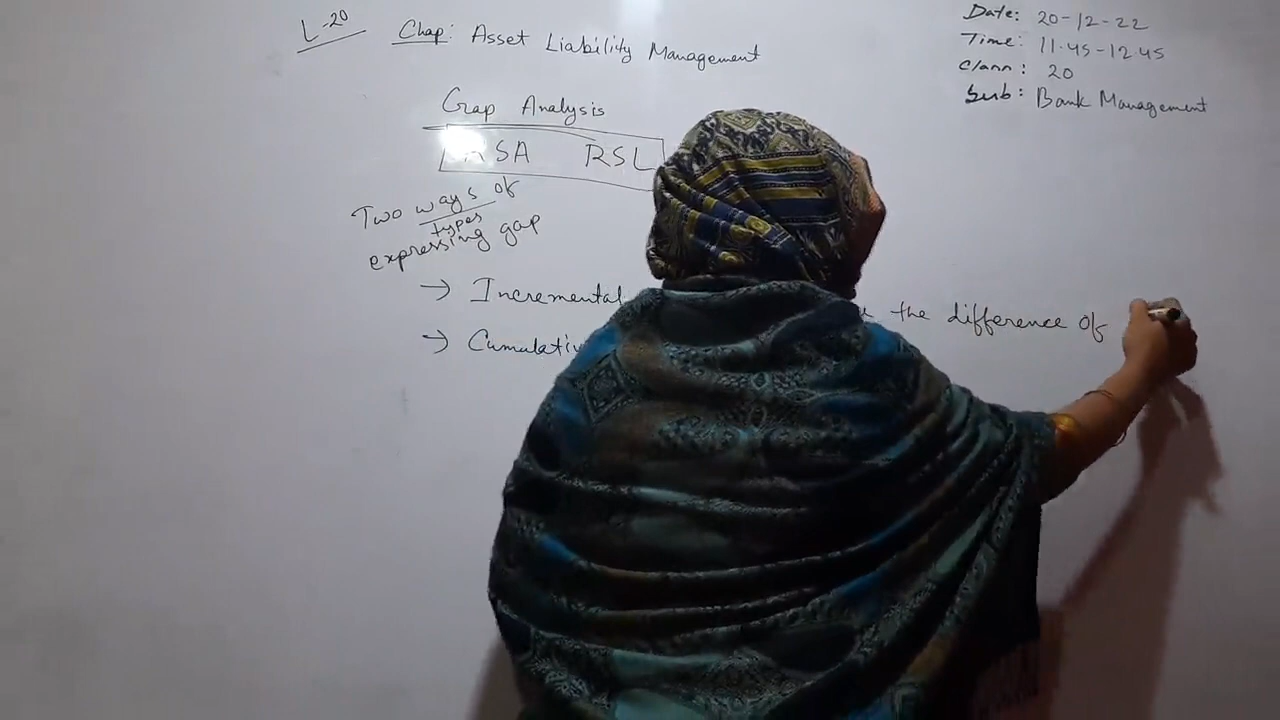 L-20
Chap: Asset Liability Management
Date: 20-12-22
Time: 11.45-12.45
Class: 20
Sub: Bank Management
Gap Analysis
RSA RSL
Two ways of
types
expressing gap
→ Incremental
the difference of
→ Cumulativ